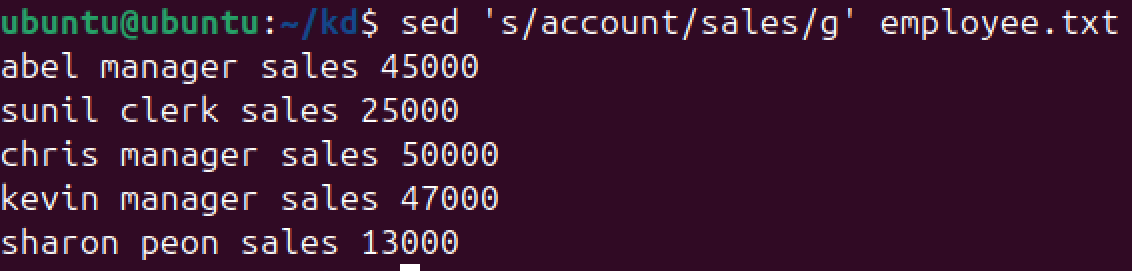 ubuntu@ubuntu:~/kd$ sed 's/account/sales/g' employee.txt
abel manager sales 45000
sunil clerk sales 25000
chris manager sales 50000
kevin manager sales 47000
sharon peon sales 13000